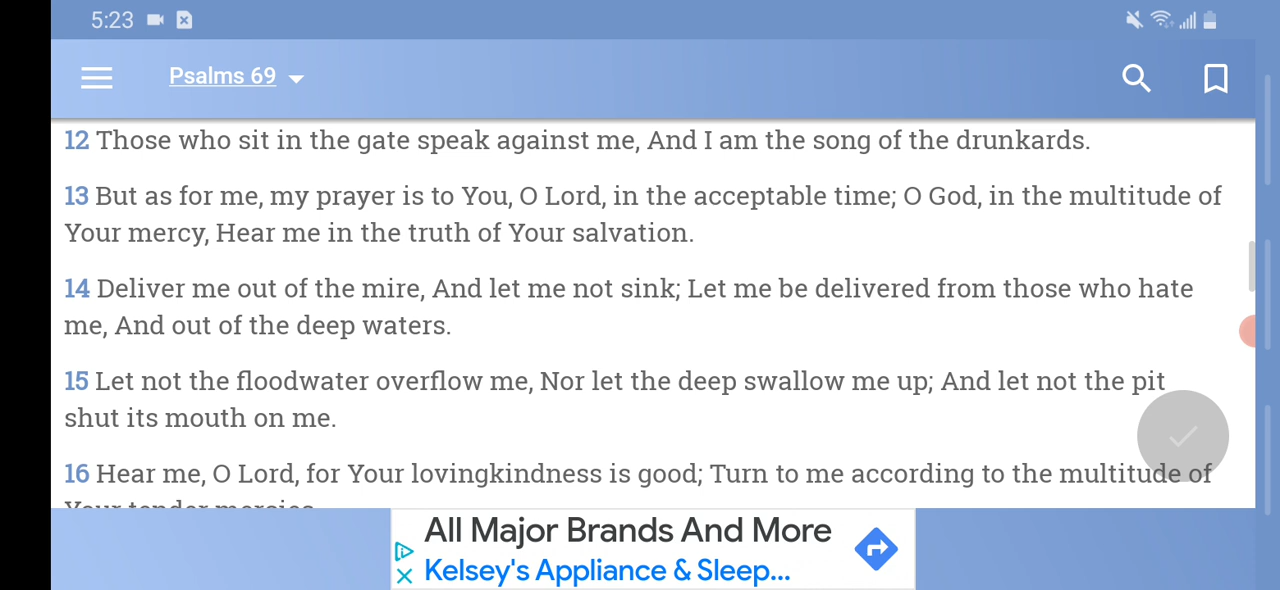 5:23
Psalms 69
12 Those who sit in the gate speak against me, And I am the song of the drunkards.
13 But as for me, my prayer is to You, O Lord, in the acceptable time; O God, in the multitude of
Your mercy, Hear me in the truth of Your salvation.
14 Deliver me out of the mire, And let me not sink; Let me be delivered from those who hate
me, And out of the deep waters.
15 Let not the floodwater overflow me, Nor let the deep swallow me up; And let not the pit
shut its mouth on me.
16 Hear me, O Lord, for Your lovingkindness is good; Turn to me according to the multitude of
Your tender mercies.
All Major Brands And More
Kelsey's Appliance & Sleep...